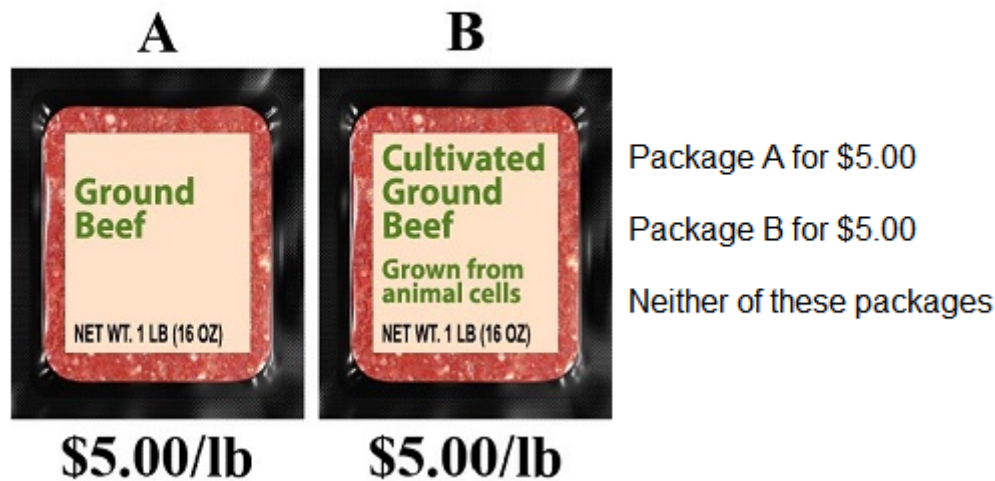 A
B
Ground
Beef
NET WT. 1 LB (16 OZ)
Cultivated
Ground
Beef
Grown from
animal cells
NET WT. 1 LB (16 OZ)
$5.00/lb
$5.00/lb
Package A for $5.00
Package B for $5.00
Neither of these packages